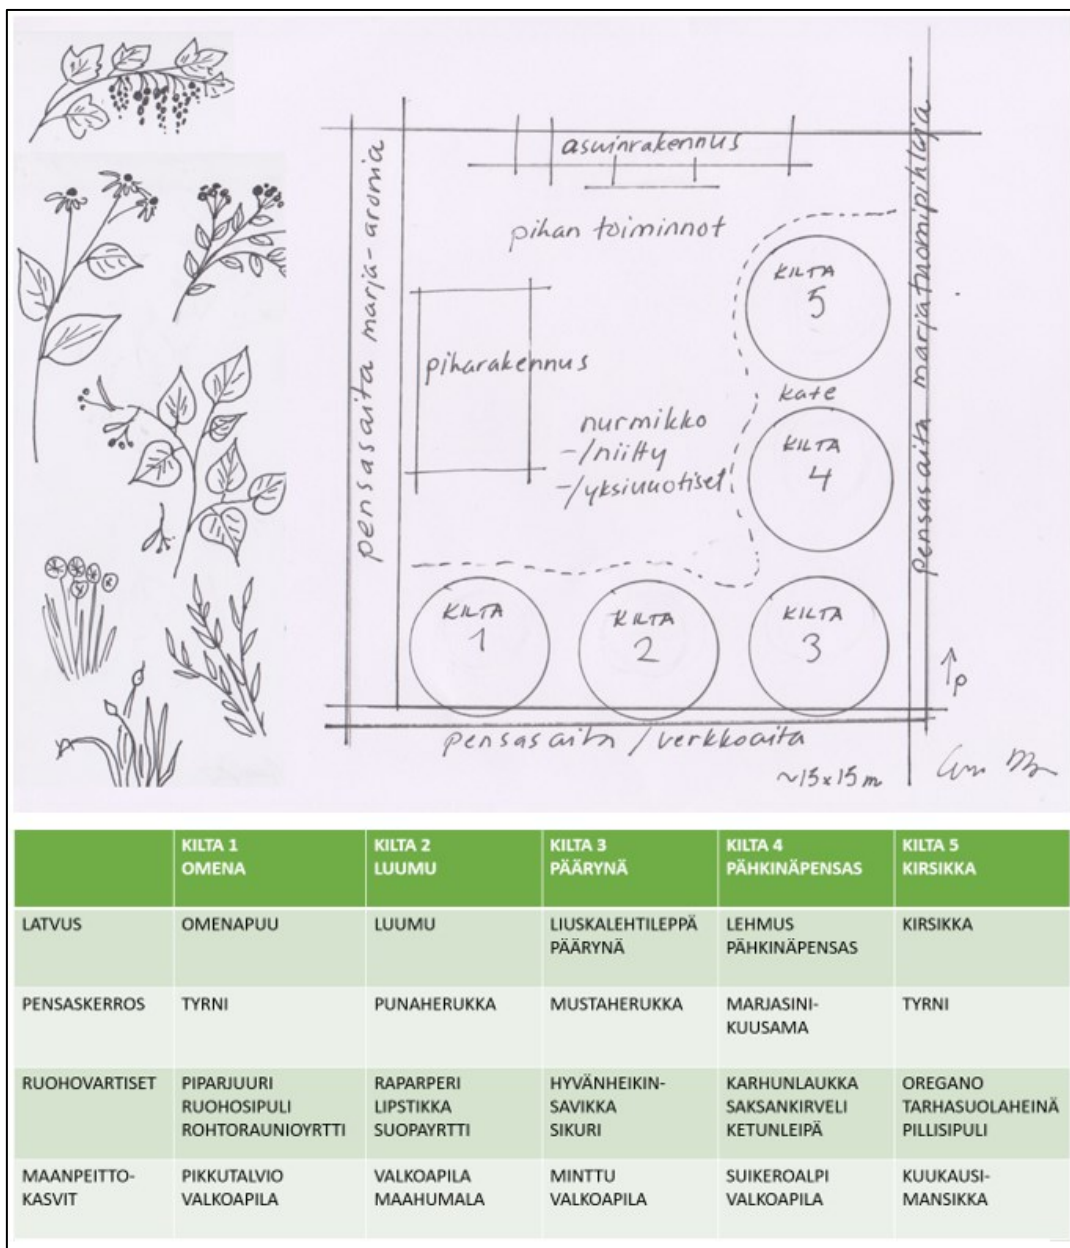 asuinrakennus
pihan toiminnot
pensasaita marja-aronia
pensasaita marjatuomipihlaja
KILTA
5
piharakennus
kate
nurmikko
-/niitty
-/yksivuotiset
KILTA
4
KILTA
1
KILTA
2
KILTA
3
p
pensasaita / verkkoaita
~15x15 m
KILTA 1 KILTA 2 KILTA 3 KILTA 4 KILTA 5
OMENA LUUMU PÄÄRYNÄ PÄHKINÄPENSAS KIRSIKKA
LATVUS OMENAPUU LUUMU LIUSKALEHTILEPPÄ LEHMUS KIRSIKKA
PÄÄRYNÄ PÄHKINÄPENSAS
PENSASKERROS TYRNI PUNAHERUKKA MUSTAHERUKKA MARJASINI- TYRNI
KUUSAMA
RUOHOVARTISET PIPARJUURI RAPARPERI HYVÄNHEIKIN- KARHUNLAUKKA OREGANO
RUOHOSIPULI LIPSTIKKA SAVIKKA SAKSANKIRVELI TARHASUOLAHEINÄ
ROHTORAUNIOYRTTI SUOPAYRTTI SIKURI KETUNLEIPÄ PILLISIPULI
MAANPEITTO- PIKKUTALVIO VALKOAPILA MINTTU SUIKEROALPI KUUKAUSI-
KASVIT VALKOAPILA MAAHUMALA VALKOAPILA VALKOAPILA MANSIKKA